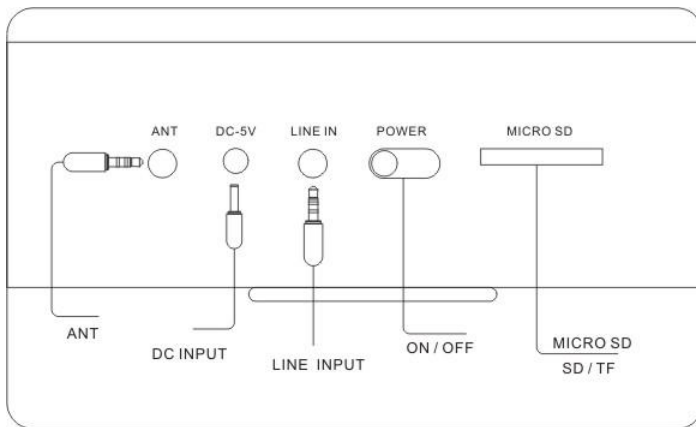 ANT DC-5V LINE IN POWER MICRO SD
ANT
DC INPUT
LINE INPUT
ON / OFF
MICRO SD
SD / TF